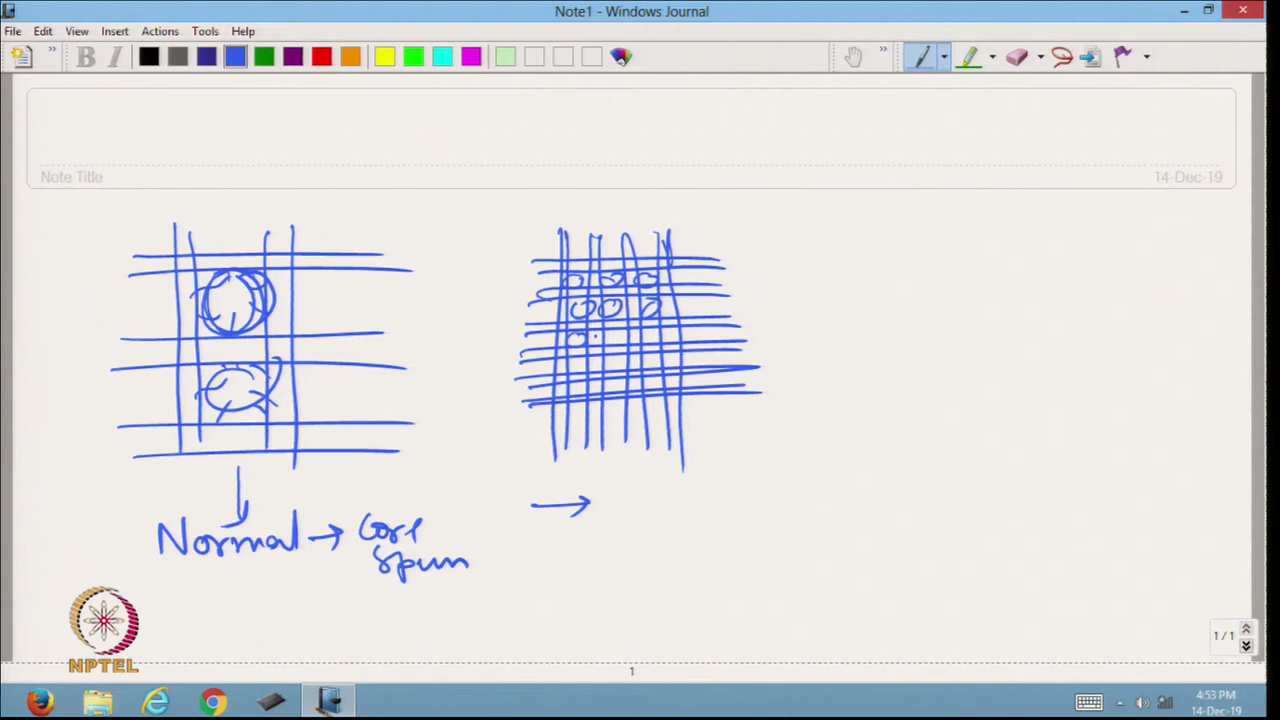 Note1 - Windows Journal
File Edit View Insert Actions Tools Help
B I
Note Title
14-Dec-19
Normal → Core
Spun
→
NPTEL
1 / 1
1
4:53 PM
14-Dec-19